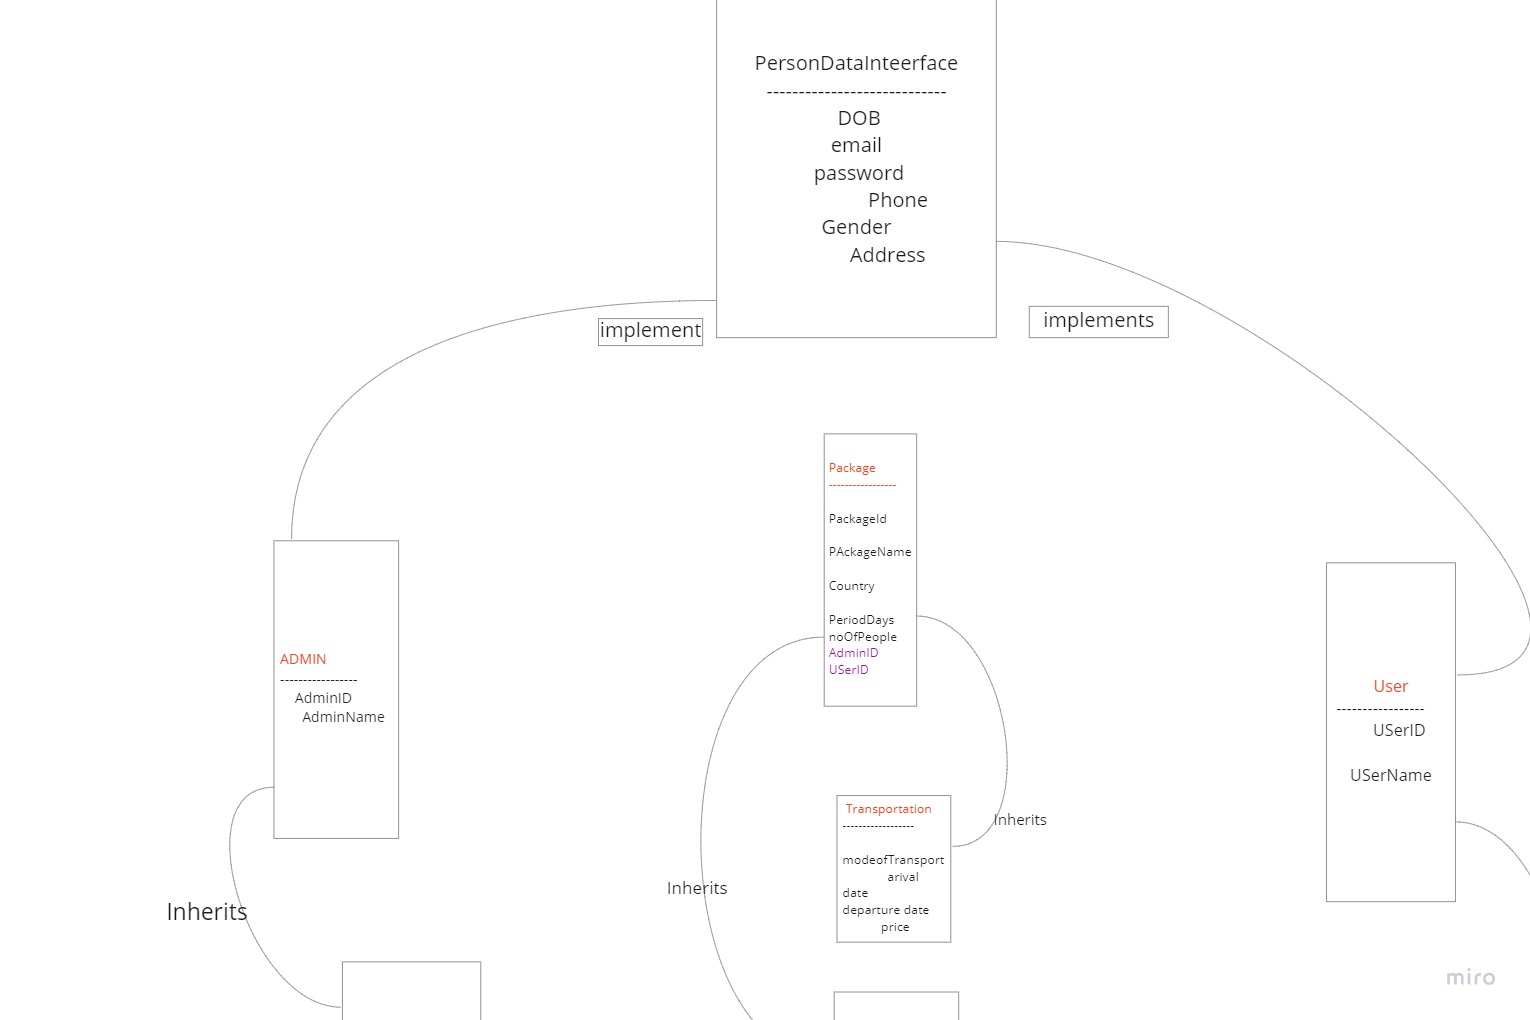 PersonDataInteerface
----------------------------
DOB
email
password
Phone
Gender
Address
implement
implements
Package
-----------------
PackageId
PAckageName
Country
PeriodDays
noOfPeople
AdminID
USerID
ADMIN
-----------------
AdminID
AdminName
User
------------------
USerID
USerName
Transportation
------------------
modeofTransport
arival
date
departure date
price
Inherits
Inherits
Inherits
miro